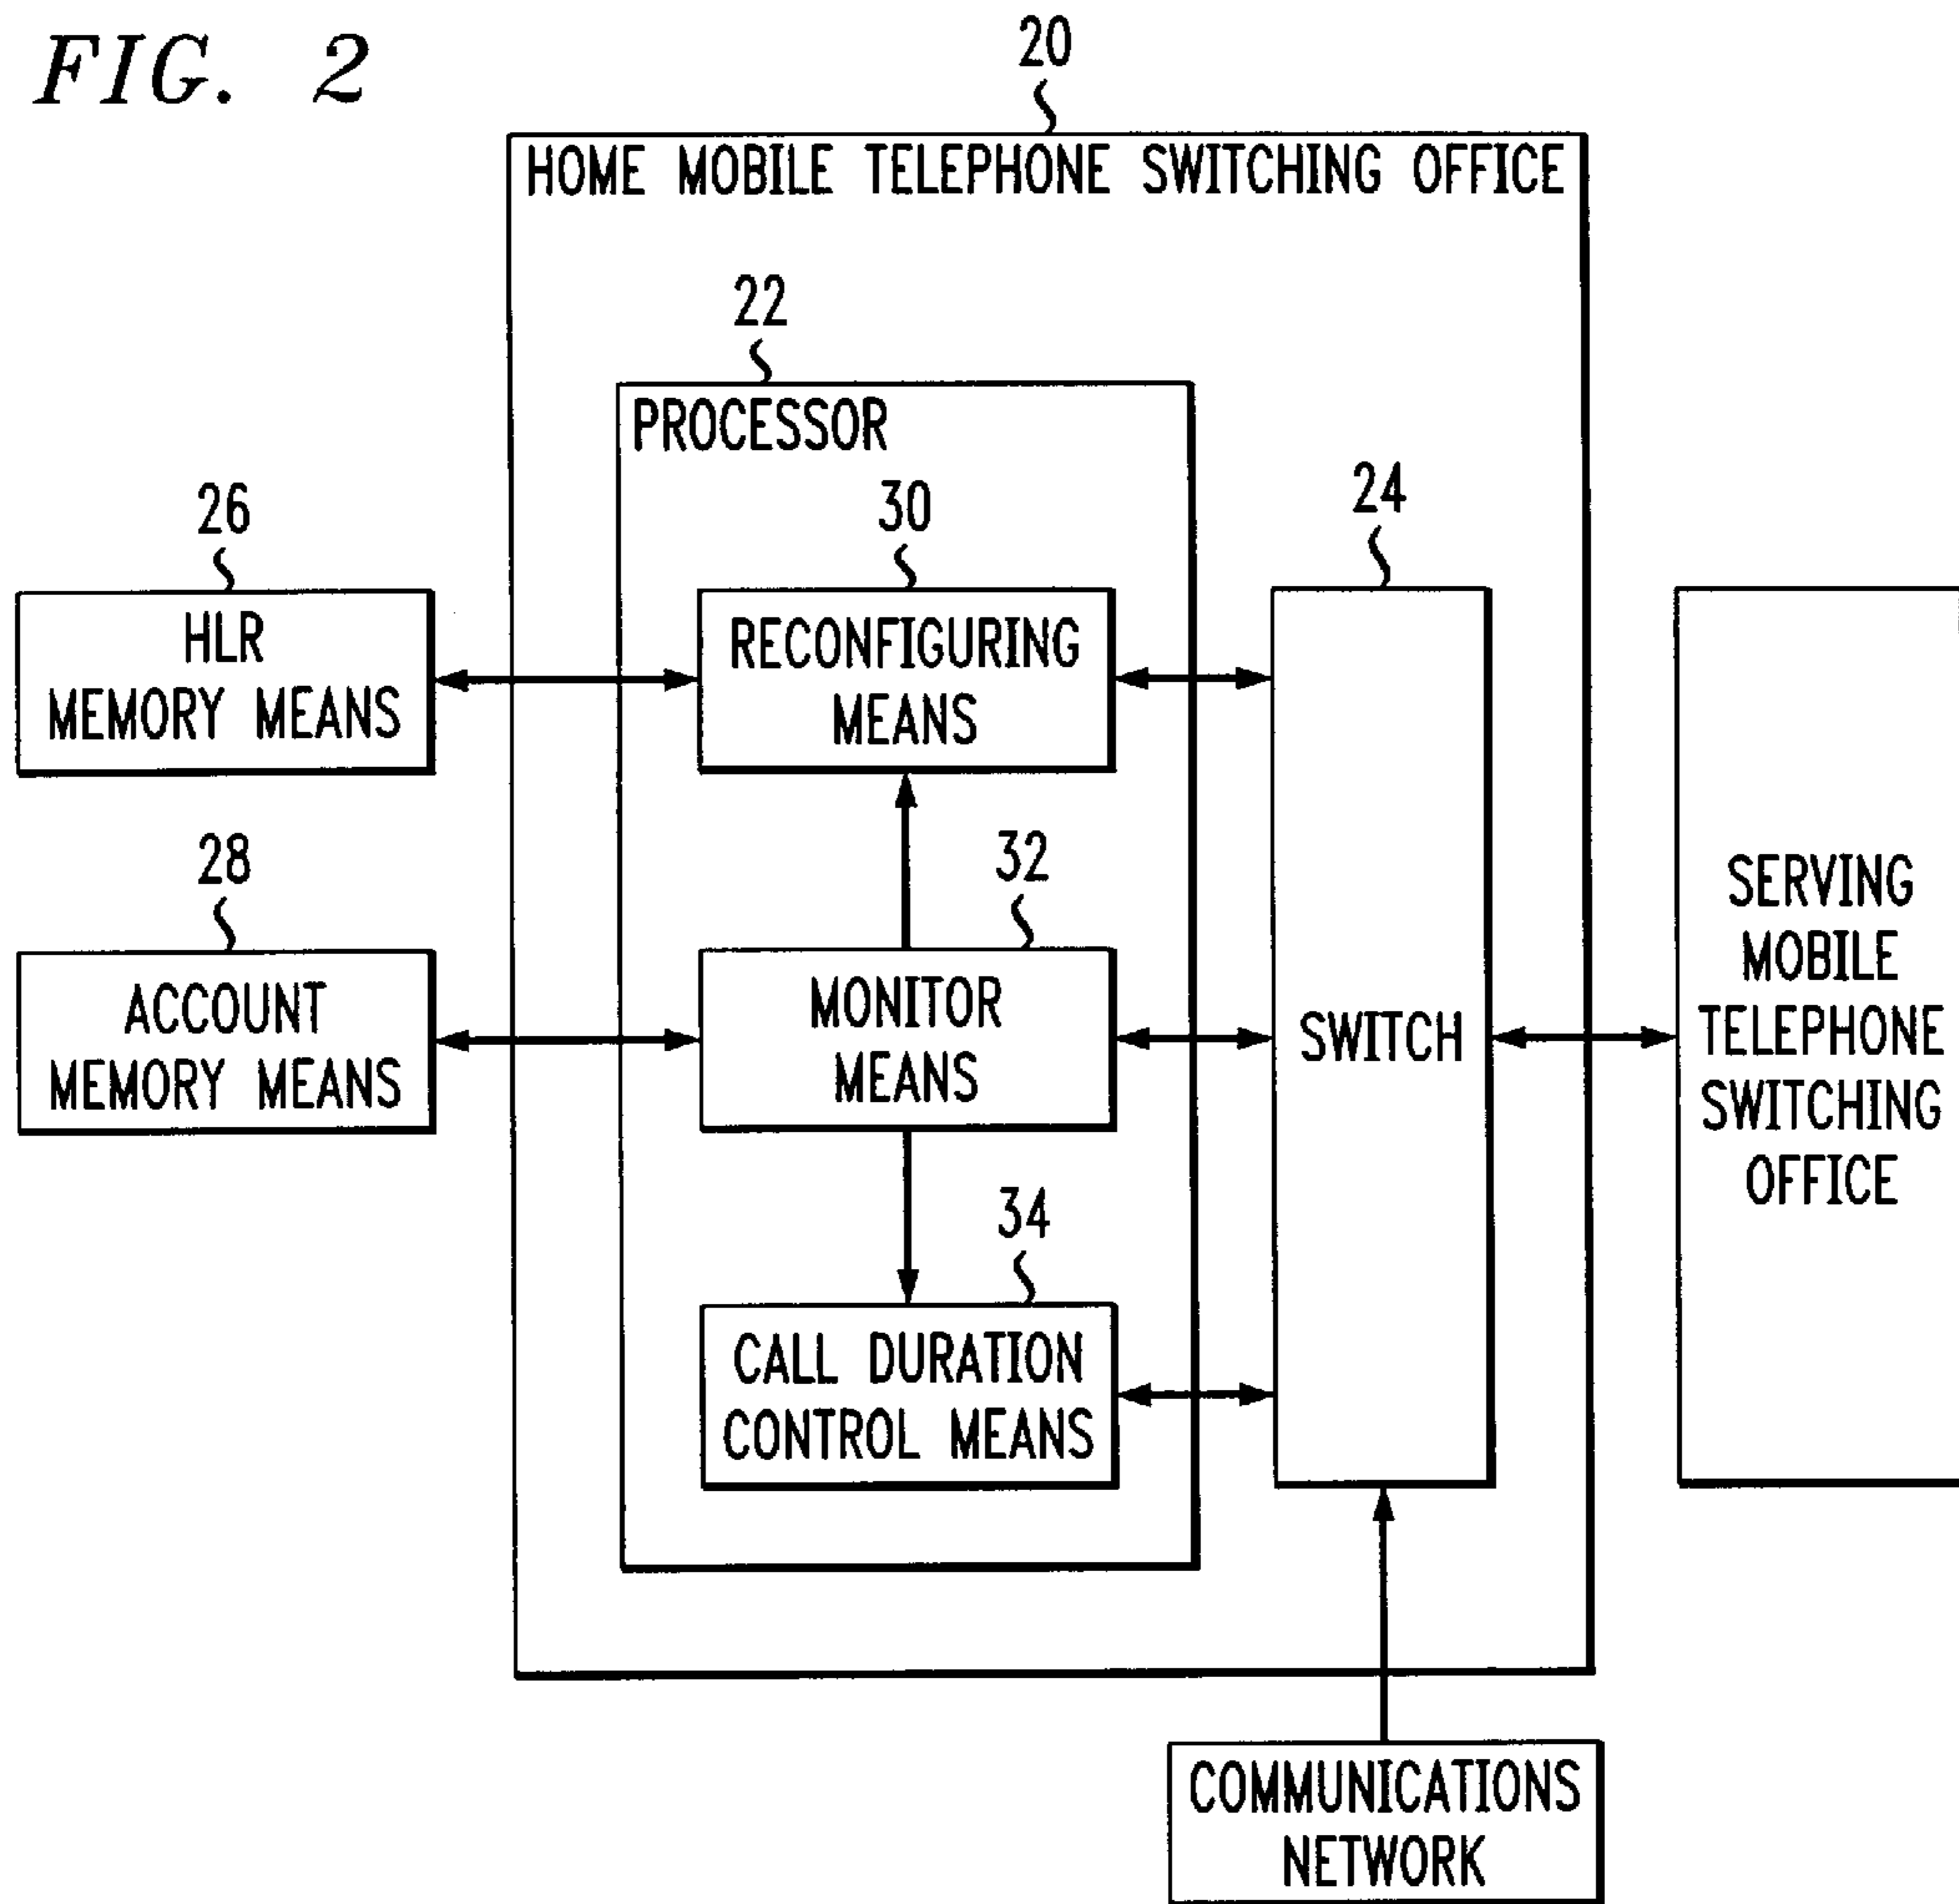 FIG. 2
20
HOME MOBILE TELEPHONE SWITCHING OFFICE
22
PROCESSOR
26
HLR
MEMORY MEANS
30
RECONFIGURING
MEANS
24
SWITCH
28
ACCOUNT
MEMORY MEANS
32
MONITOR
MEANS
34
CALL DURATION
CONTROL MEANS
SERVING
MOBILE
TELEPHONE
SWITCHING
OFFICE
COMMUNICATIONS
NETWORK